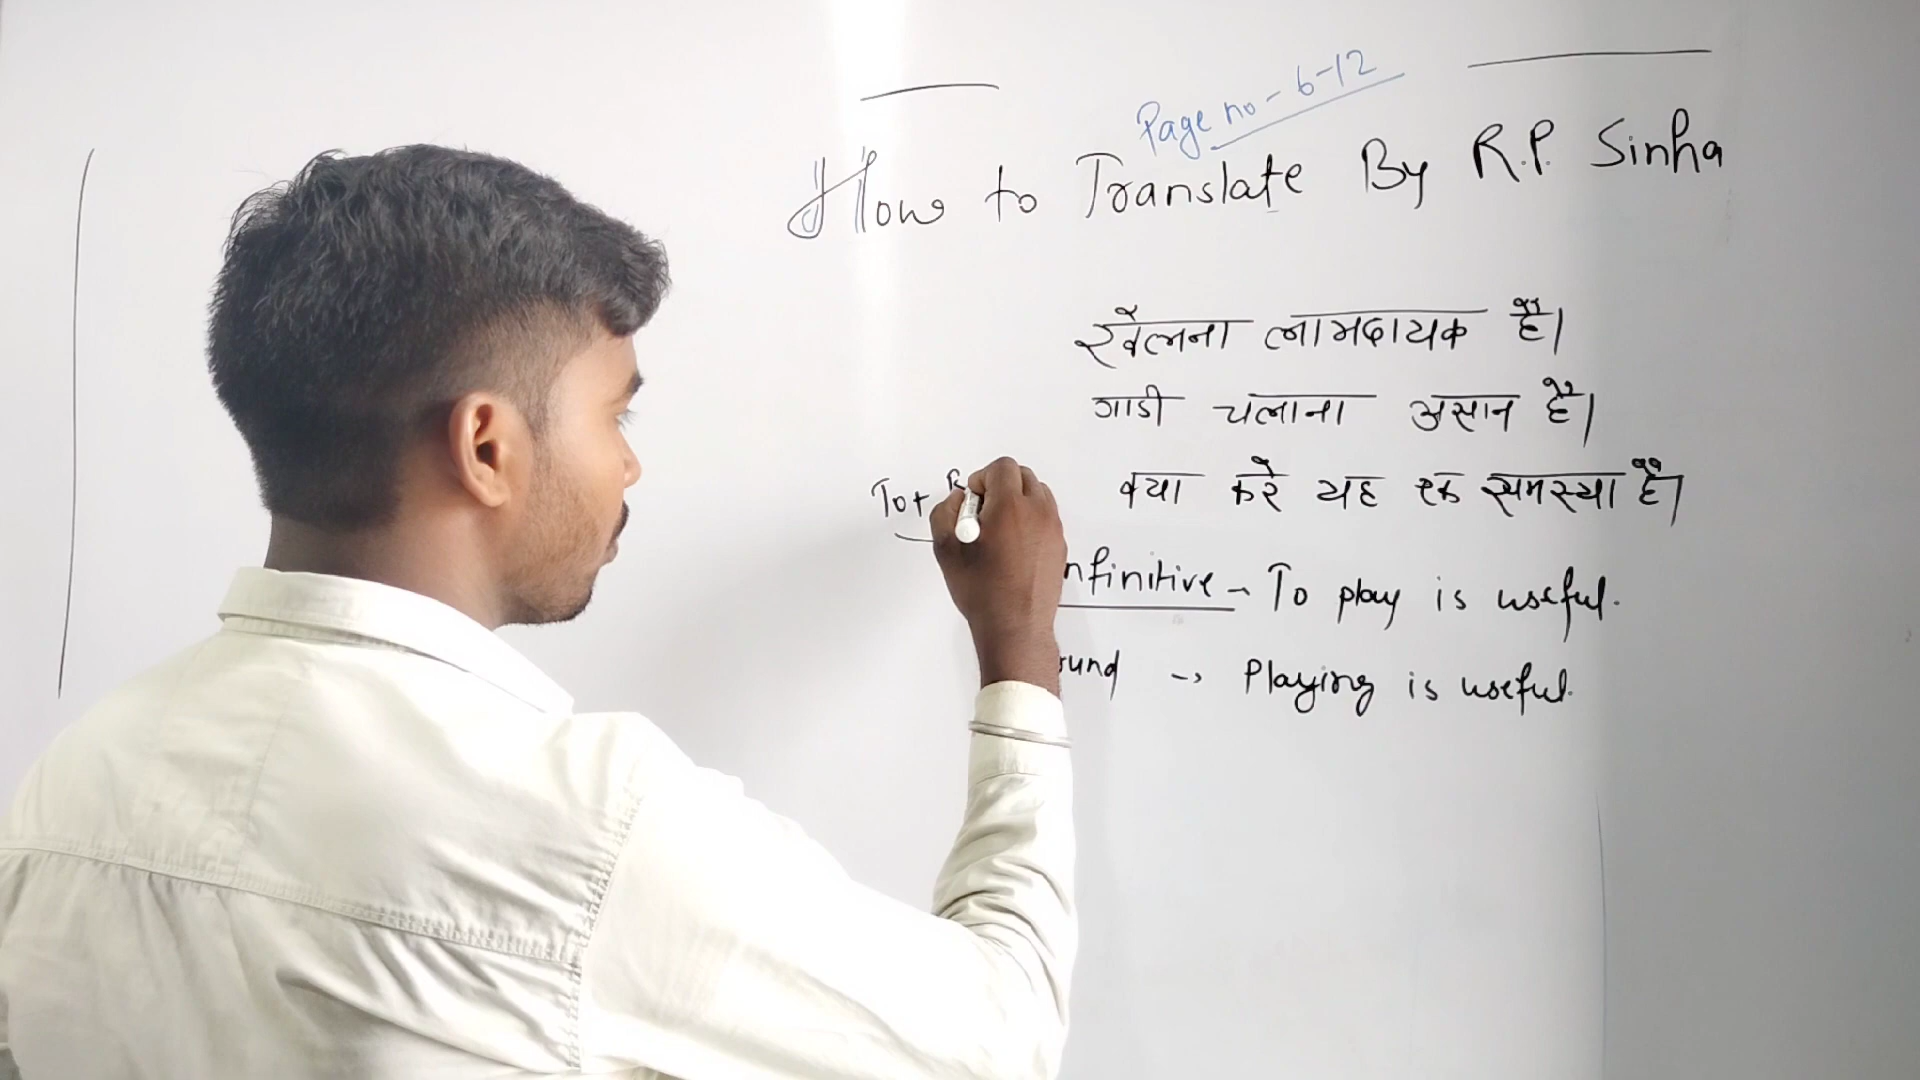 Page no - 6-12
How to Translate By R.P. Sinha
खेलना लाभदायक है।
गाडी चलाना असान है।
क्या करे यह एक समस्या है।
To +
nfinitive → To play is useful.
rund → Playing is useful.